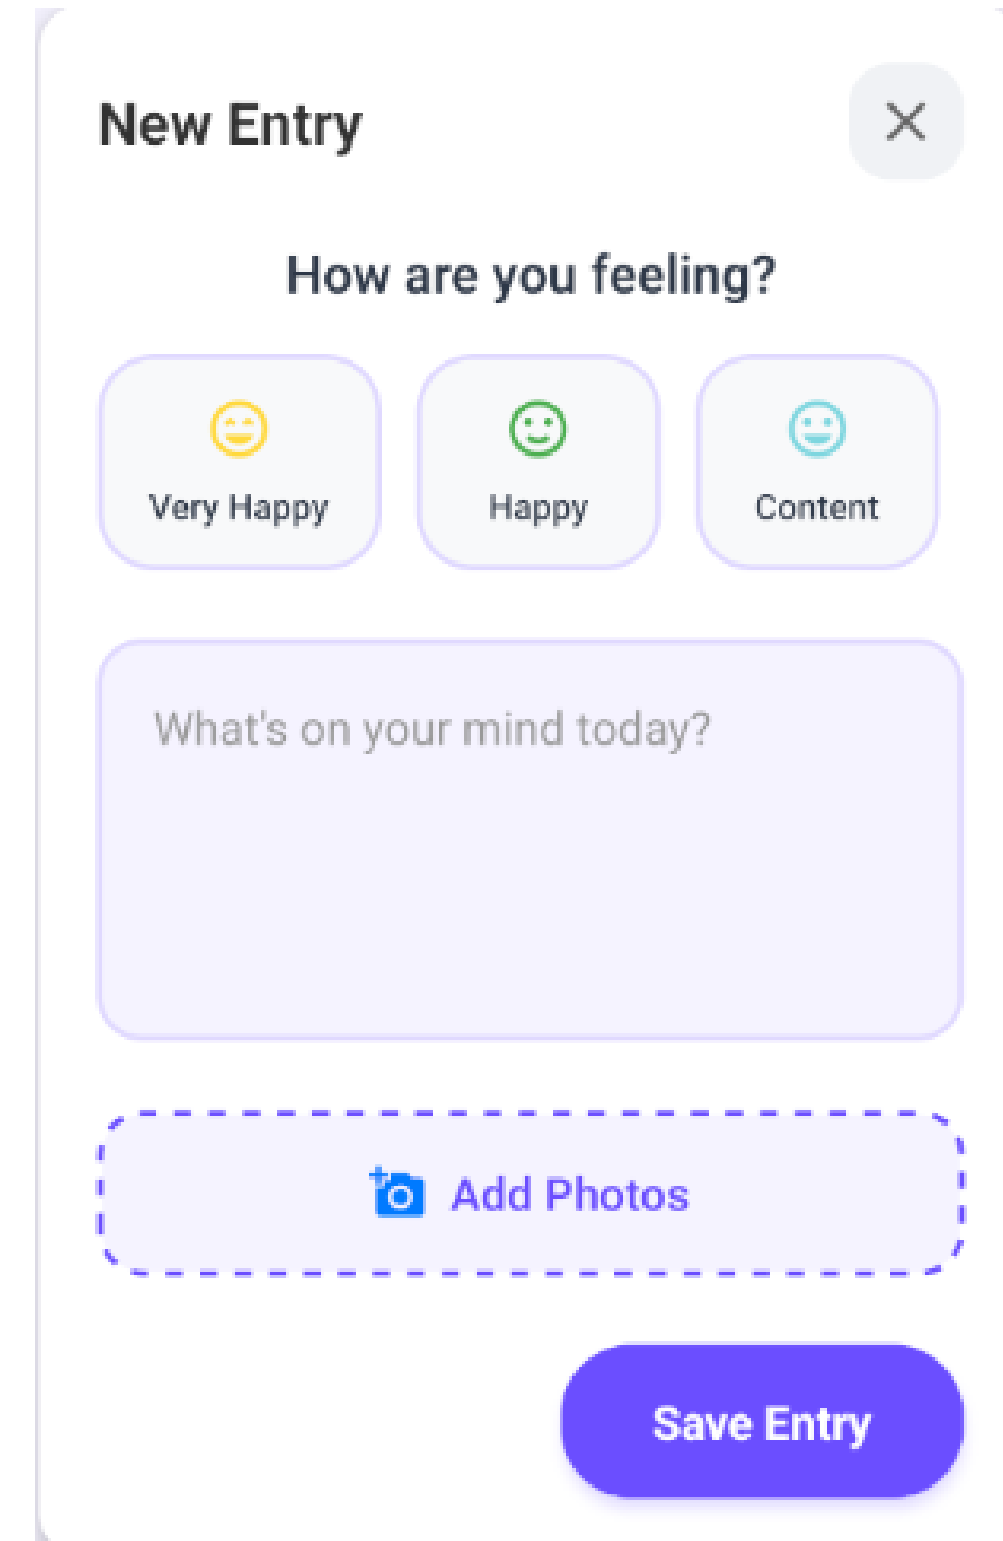 New Entry
How are you feeling?
Very Happy Happy Content
What's on your mind today?
Add Photos
Save Entry